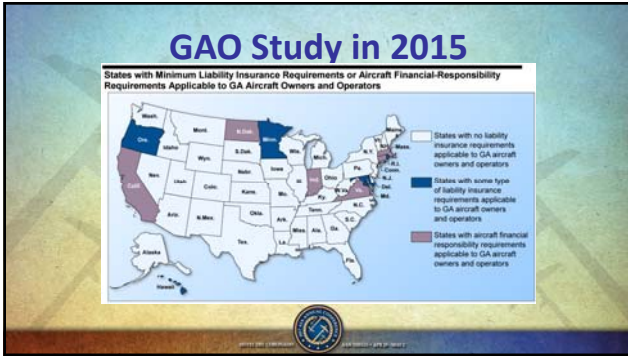 GAO Study in 2015
States with Minimum Liability Insurance Requirements or Aircraft Financial-Responsibility
Requirements Applicable to GA Aircraft Owners and Operators
Wash.
Ore.
Calif.
Idaho
Nev.
Mont.
Wyo.
Utah
Ariz.
Colo.
N.Mex.
N.Dak.
S.Dak.
Nebr.
Kans.
Okla.
Tex.
Minn.
Iowa
Mo.
Ark.
La.
Wis.
Ill.
Mich.
Ind.
Ohio
Ky.
Tenn.
Miss.
Ala.
Ga.
Fla.
S.C.
N.C.
Va.
W.Va.
Pa.
N.Y.
Maine
Mass.
R.I.
Conn.
N.J.
Del.
Md.
Alaska
Hawaii
States with no liability
insurance requirements
applicable to GA aircraft
owners and operators
States with some type
of liability insurance
requirements applicable
to GA aircraft owners
and operators
States with aircraft financial
responsibility requirements
applicable to GA aircraft
owners and operators